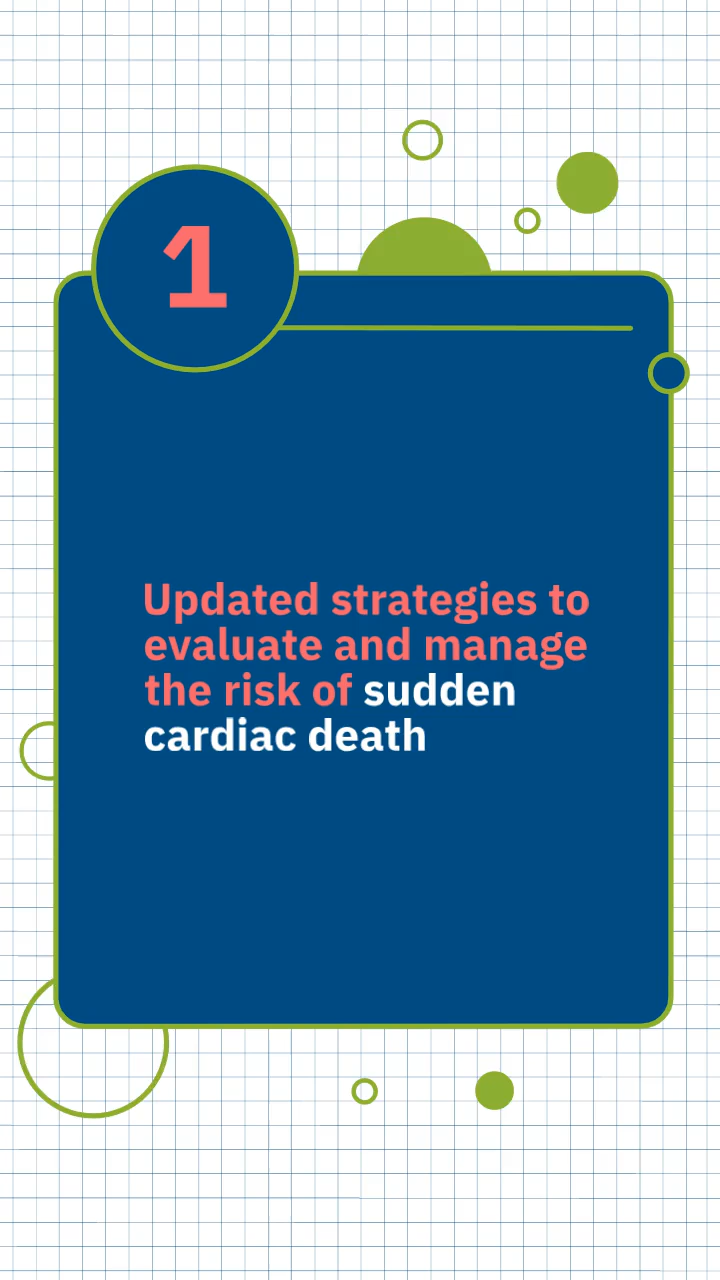 1
Updated strategies to
evaluate and manage
the risk of sudden
cardiac death